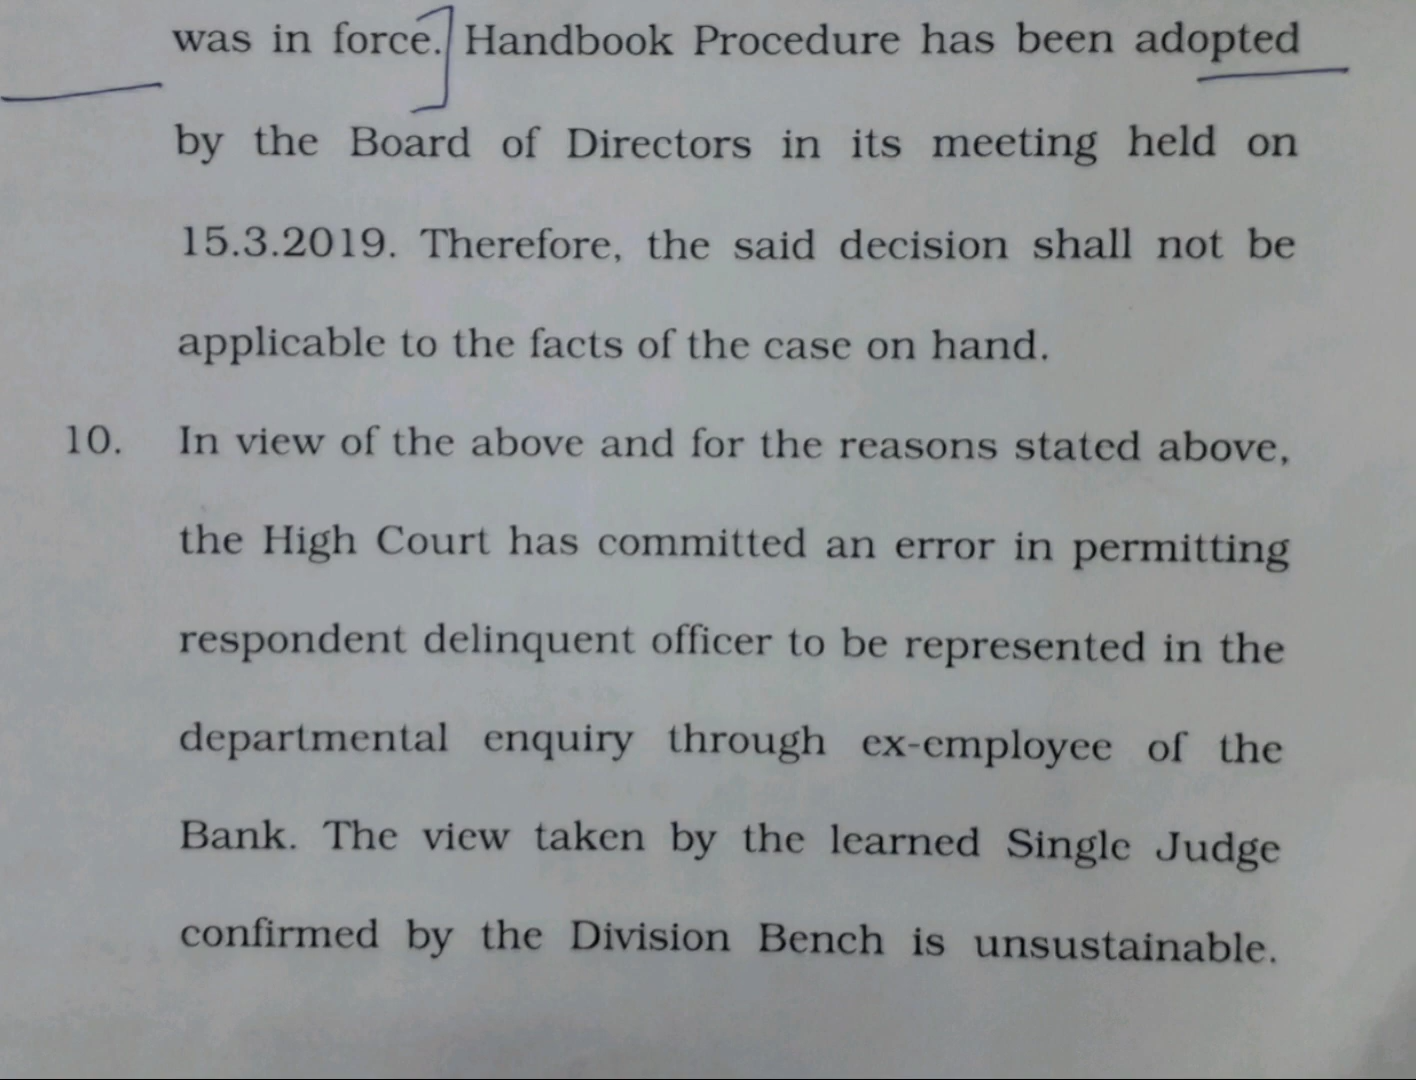 was in force. Handbook Procedure has been adopted
by the Board of Directors in its meeting held on
15.3.2019. Therefore, the said decision shall not be
applicable to the facts of the case on hand.
10. In view of the above and for the reasons stated above,
the High Court has committed an error in permitting
respondent delinquent officer to be represented in the
departmental enquiry through ex-employee of the
Bank. The view taken by the learned Single Judge
confirmed by the Division Bench is unsustainable.